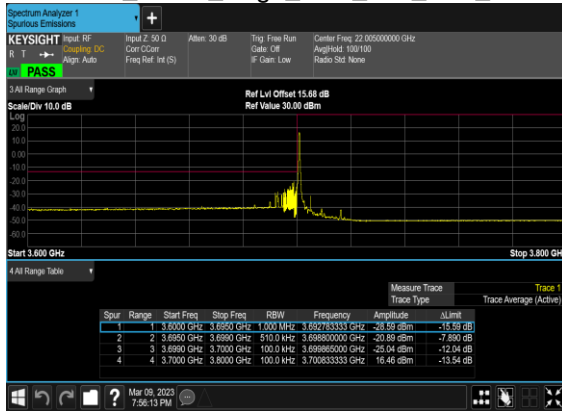 Spectrum Analyzer 1
Spurious Emissions
+
KEYSIGHT Input: RF Input Z: 50 Ω Atten: 30 dB Trig: Free Run Center Freq: 22.005000000 GHz
R T Coupling: DC Corr CCorr Gate: Off Avg|Hold: 100/100
Align: Auto Freq Ref: Int (S) IF Gain: Low Radio Std: None
PASS
3 All Range Graph
Ref Lvl Offset 15.68 dB
Scale/Div 10.0 dB Ref Value 30.00 dBm
Log
20.0
10.0
0.00
-10.0
-20.0
-30.0
-40.0
-50.0
-60.0
Start 3.600 GHz Stop 3.800 GH
4 All Range Table
Measure Trace Trace 1
Trace Type Trace Average (Active)
Spur Range Start Freq Stop Freq RBW Frequency Amplitude ΔLimit
1 1 3.6000 GHz 3.6950 GHz 1.000 MHz 3.692783333 GHz -28.59 dBm -15.59 dB
2 2 3.6950 GHz 3.6990 GHz 510.0 kHz 3.698800000 GHz -20.89 dBm -7.890 dB
3 3 3.6990 GHz 3.7000 GHz 100.0 kHz 3.699865000 GHz -25.04 dBm -12.04 dB
4 4 3.7000 GHz 3.8000 GHz 100.0 kHz 3.700833333 GHz 16.46 dBm -13.54 dB
? Mar 09, 2023
7:56:13 PM